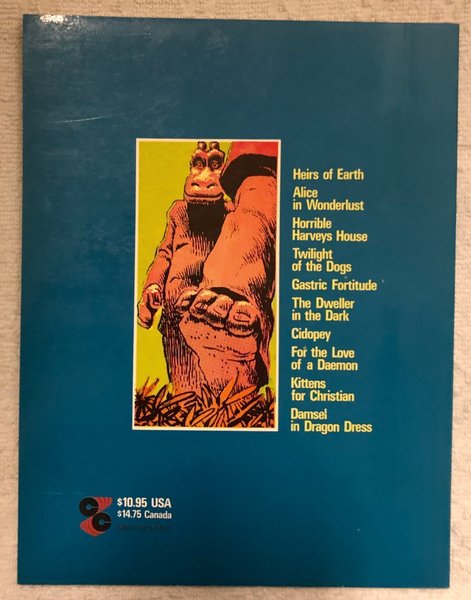 Heirs of Earth
Alice
in Wonderlust
Horrible
Harveys House
Twilight
of the Dogs
Gastric Fortitude
The Dweller
in the Dark
Cidopey
For the Love
of a Daemon
Kittens
for Christian
Damsel
in Dragon Dress
$10.95 USA
$14.75 Canada